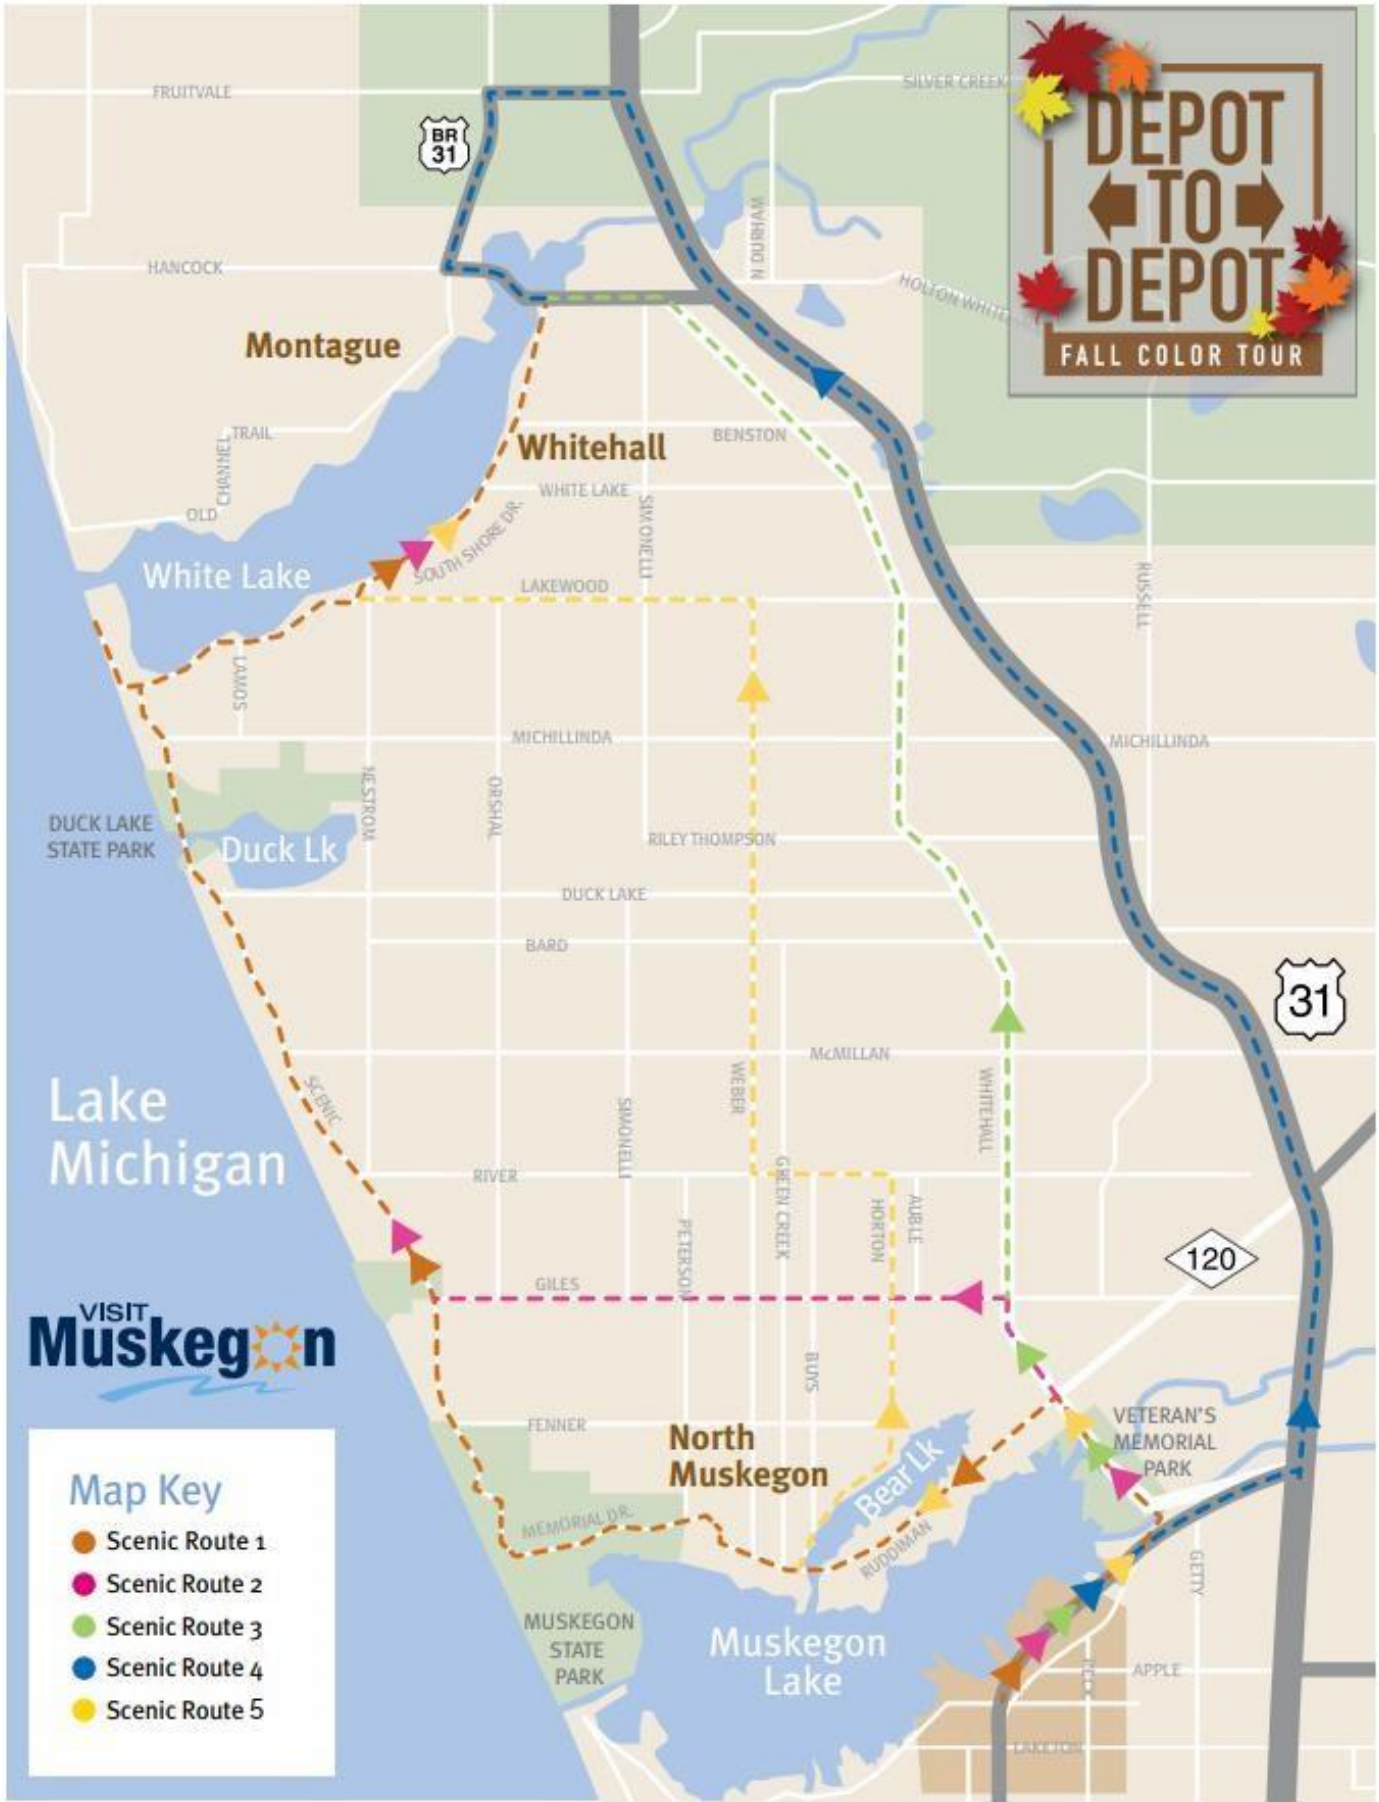 FRUITVALE
SILVER CREEK
DEPOT
TO
DEPOT
FALL COLOR TOUR
BR
31
N DURHAM
HANCOCK
HOLTON WHITEHALL
Montague
TRAIL
CHANNEL
OLD
Whitehall
BENSTON
WHITE LAKE
SIMONELLI
SOUTH SHORE DR.
White Lake
LAKEWOOD
RUSSELL
LAMOS
MICHILLINDA
MICHILLINDA
NESTROM
ORSHAL
DUCK LAKE
STATE PARK
Duck Lk
RILEY THOMPSON
DUCK LAKE
BARD
31
McMILLAN
WEBER
WHITEHALL
SCENIC
SIMONELLI
Lake
Michigan
RIVER
GREEN CREEK
HORTON
AUBLE
PETERSON
120
GILES
VISIT
Muskegon
BUYS
FENNER
North
Muskegon
VETERAN'S
MEMORIAL
PARK
Bear Lk
MEMORIAL DR.
RUDDIMAN
GETTY
Map Key
Scenic Route 1
Scenic Route 2
Scenic Route 3
Scenic Route 4
Scenic Route 5
MUSKEGON
STATE
PARK
Muskegon
Lake
PECK
APPLE
LAKETON